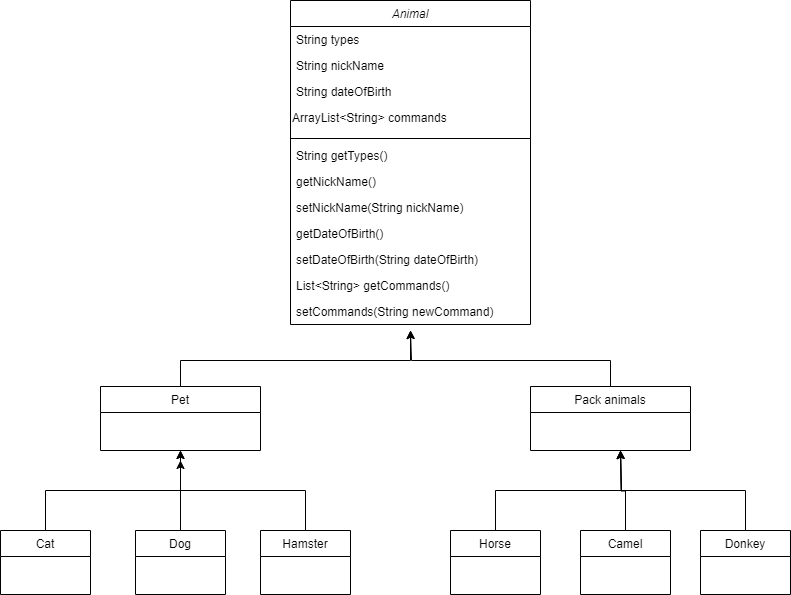 Animal
String types
String nickName
String dateOfBirth
ArrayList<String> commands
String getTypes()
getNickName()
setNickName(String nickName)
getDateOfBirth()
setDateOfBirth(String dateOfBirth)
List<String> getCommands()
setCommands(String newCommand)
Pet
Pack animals
Cat
Dog
Hamster
Horse
Camel
Donkey